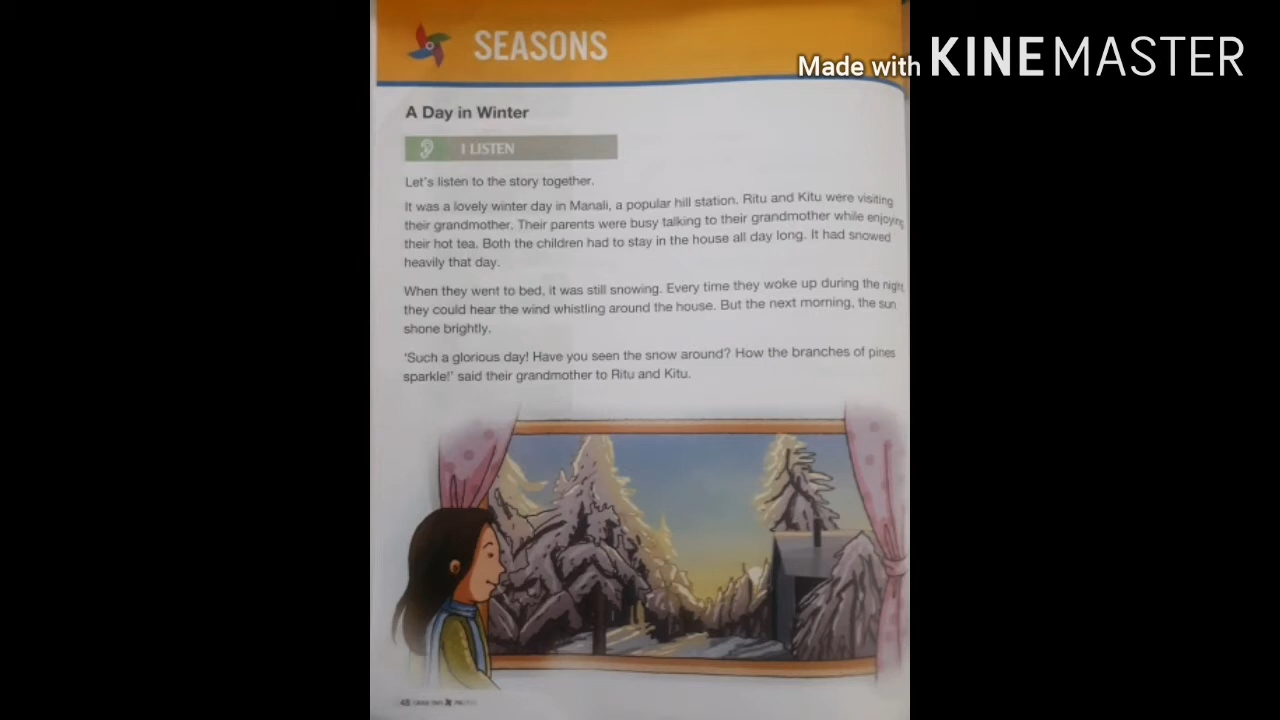 SEASONS
Made with KINEMASTER
A Day in Winter
I LISTEN
Let's listen to the story together.
It was a lovely winter day in Manali, a popular hill station. Ritu and Kitu were visiting
their grandmother. Their parents were busy talking to their grandmother while enjoying
their hot tea. Both the children had to stay in the house all day long. It had snowed
heavily that day.
When they went to bed, it was still snowing. Every time they woke up during the night,
they could hear the wind whistling around the house. But the next morning, the sun
shone brightly.
'Such a glorious day! Have you seen the snow around? How the branches of pines
sparkle!' said their grandmother to Ritu and Kitu.
48